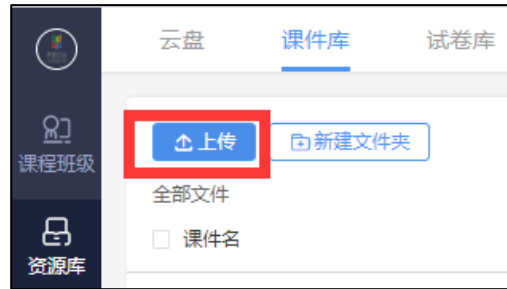 云盘 课件库 试卷库
课程班级
上传 新建文件夹
全部文件
课件名
资源库